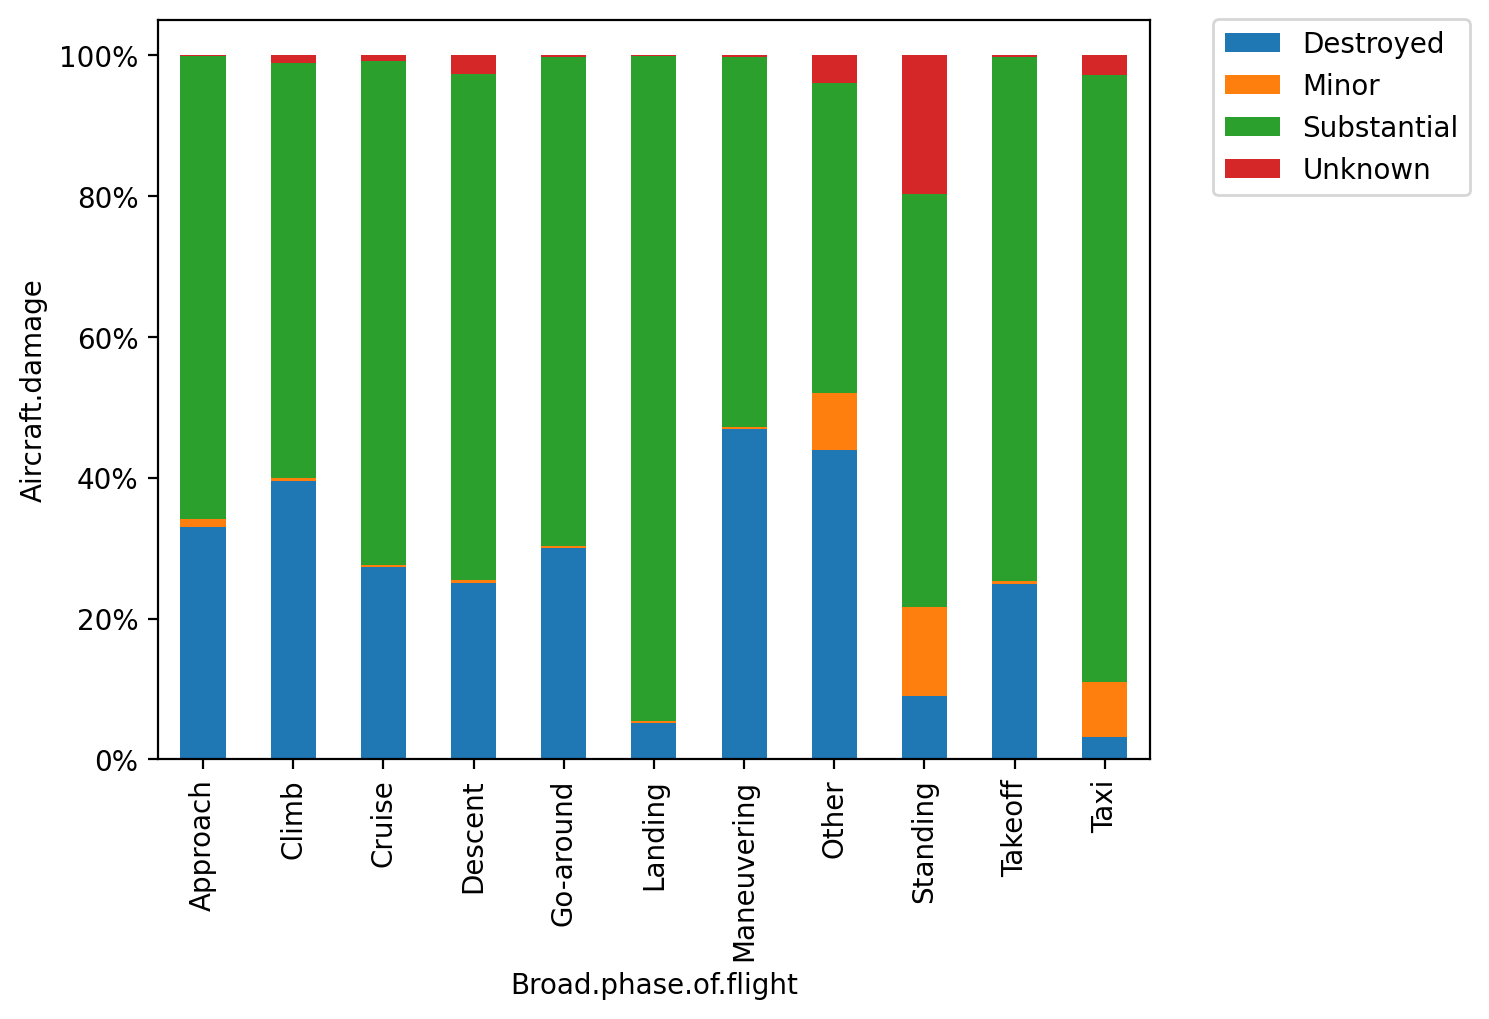 100%
80%
60%
40%
20%
0%
Aircraft.damage
Approach
Climb
Cruise
Descent
Go-around
Landing
Maneuvering
Other
Standing
Takeoff
Taxi
Broad.phase.of.flight
Destroyed
Minor
Substantial
Unknown